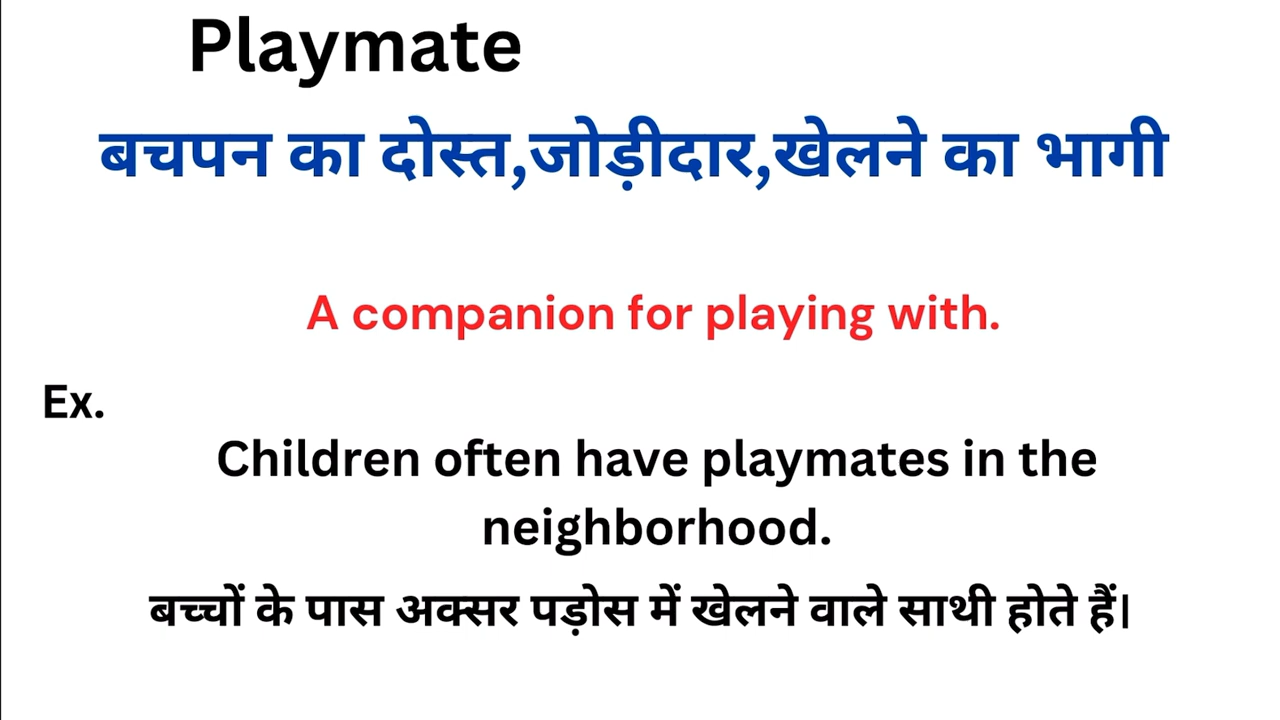 Playmate
बचपन का दोस्त,जोड़ीदार,खेलने का भागी
A companion for playing with.
Ex.
Children often have playmates in the
neighborhood.
बच्चों के पास अक्सर पड़ोस में खेलने वाले साथी होते हैं।